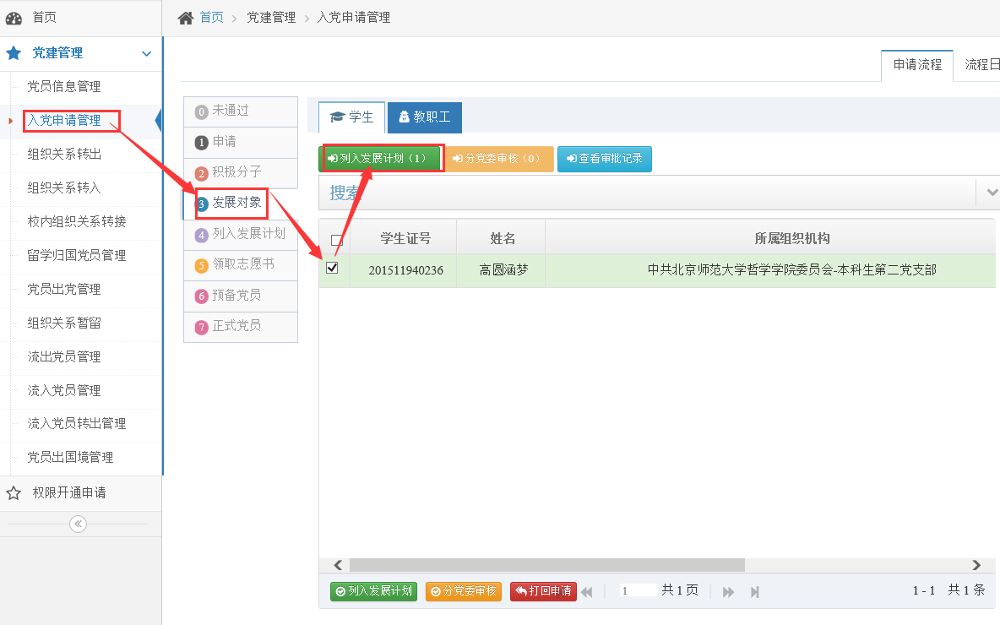 首页
党建管理
党员信息管理
入党申请管理
组织关系转出
组织关系转入
校内组织关系转接
留学归国党员管理
党员出党管理
组织关系暂留
流出党员管理
流入党员管理
流入党员转出管理
党员出国境管理
权限开通申请
首页 > 党建管理 > 入党申请管理
申请流程 流程日
0 未通过
1 申请
2 积极分子
3 发展对象
4 列入发展计划
5 领取志愿书
6 预备党员
7 正式党员
学生 教职工
列入发展计划（1） 分党委审核（0） 查看审批记录
搜索
学生证号 姓名 所属组织机构
201511940236 高圆涵梦 中共北京师范大学哲学学院委员会-本科生第二党支部
列入发展计划 分党委审核 打回申请 1 共 1 页 1 - 1 共 1 条